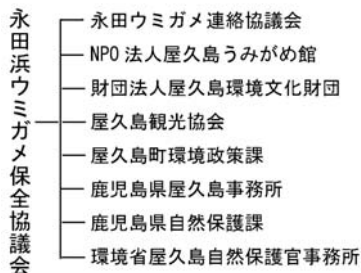 永田浜ウミガメ保全協議会
永田ウミガメ連絡協議会
NPO 法人屋久島うみがめ館
財団法人屋久島環境文化財団
屋久島観光協会
屋久島町環境政策課
鹿児島県屋久島事務所
鹿児島県自然保護課
環境省屋久島自然保護官事務所